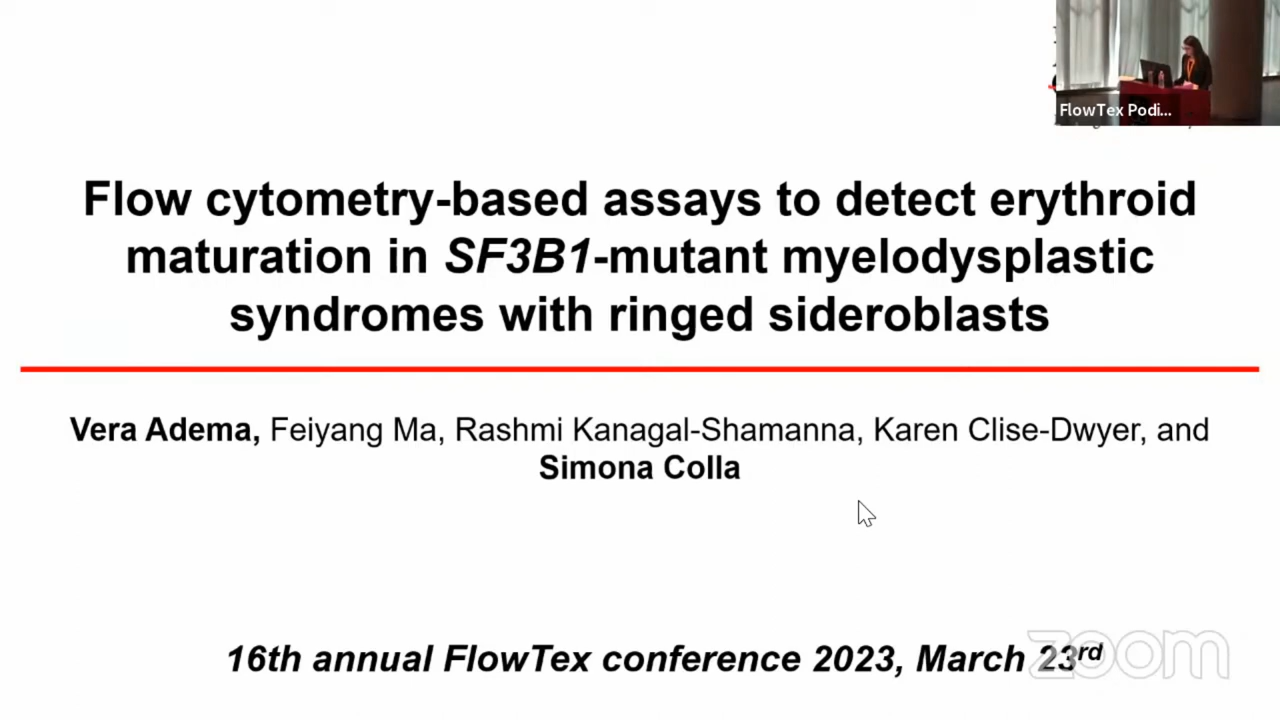 FlowTex Podi...
Flow cytometry-based assays to detect erythroid
maturation in SF3B1-mutant myelodysplastic
syndromes with ringed sideroblasts
Vera Adema, Feiyang Ma, Rashmi Kanagal-Shamanna, Karen Clise-Dwyer, and
Simona Colla
16th annual FlowTex conference 2023, March 23rd
zoom